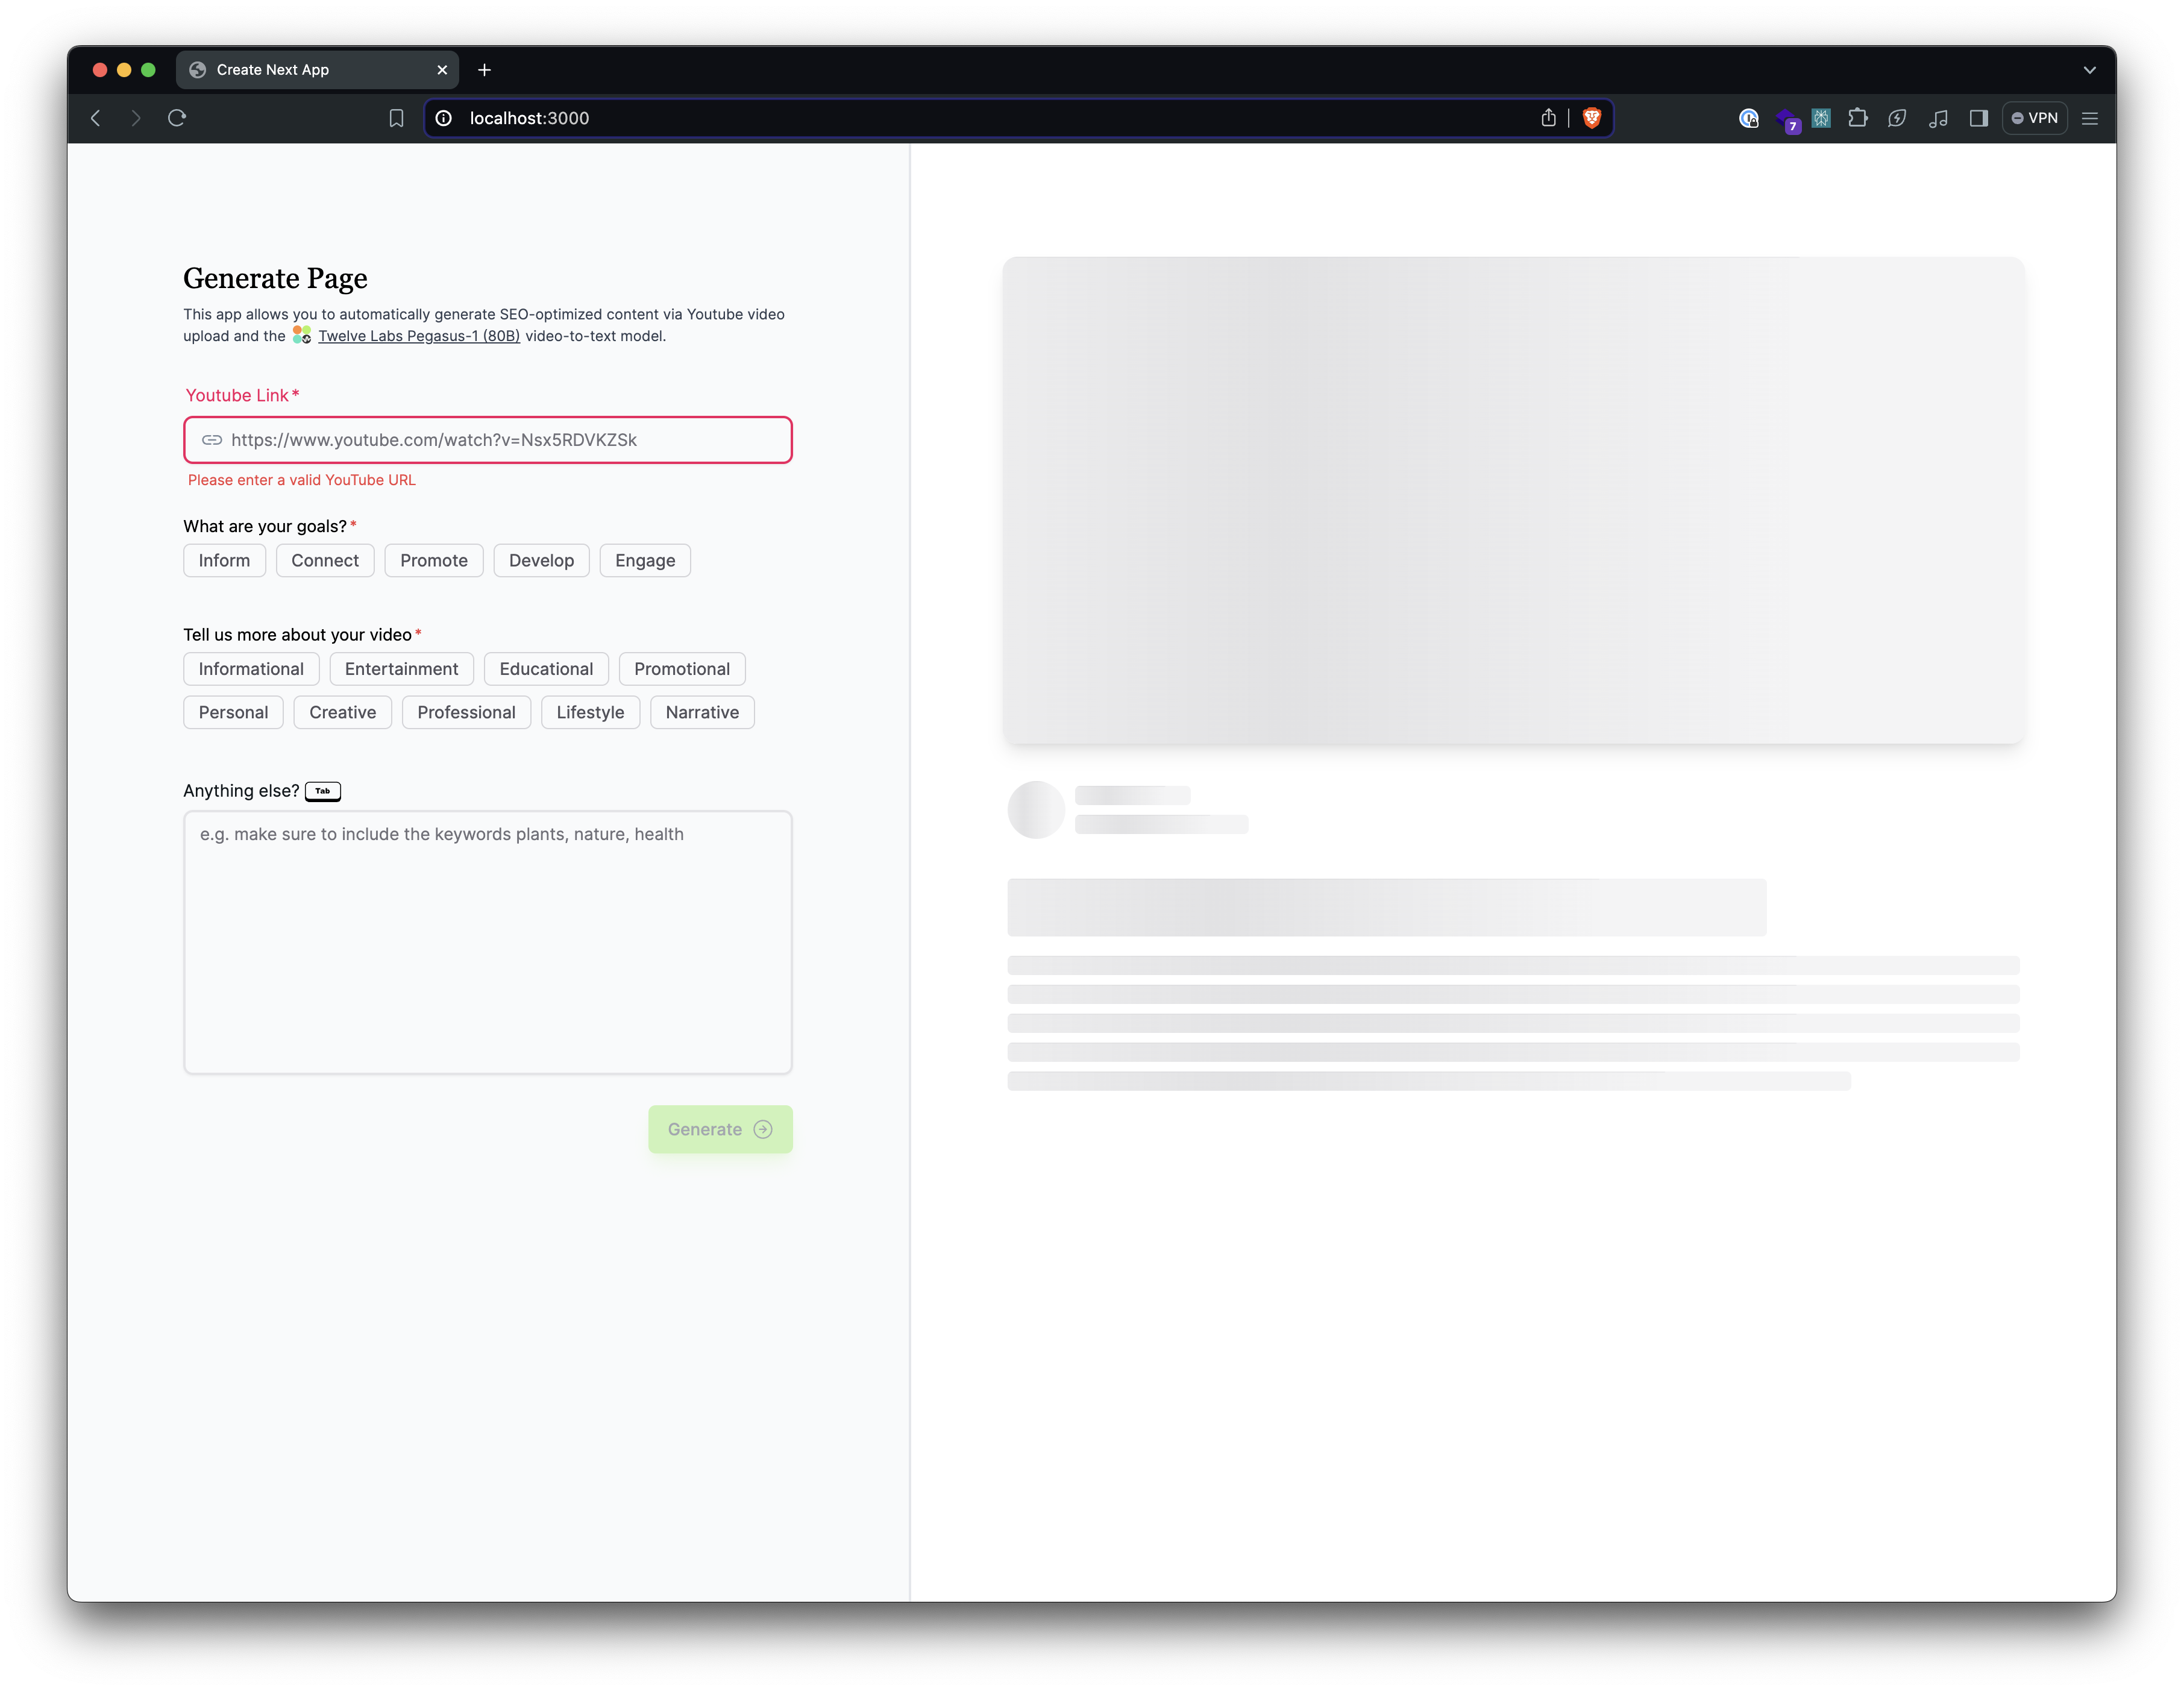 Create Next App
localhost:3000
7
VPN
Generate Page
This app allows you to automatically generate SEO-optimized content via Youtube video
upload and the Twelve Labs Pegasus-1 (80B) video-to-text model.
Youtube Link*
https://www.youtube.com/watch?v=Nsx5RDVKZSk
Please enter a valid YouTube URL
What are your goals?*
Inform Connect Promote Develop Engage
Tell us more about your video*
Informational Entertainment Educational Promotional
Personal Creative Professional Lifestyle Narrative
Anything else? Tab
e.g. make sure to include the keywords plants, nature, health
Generate